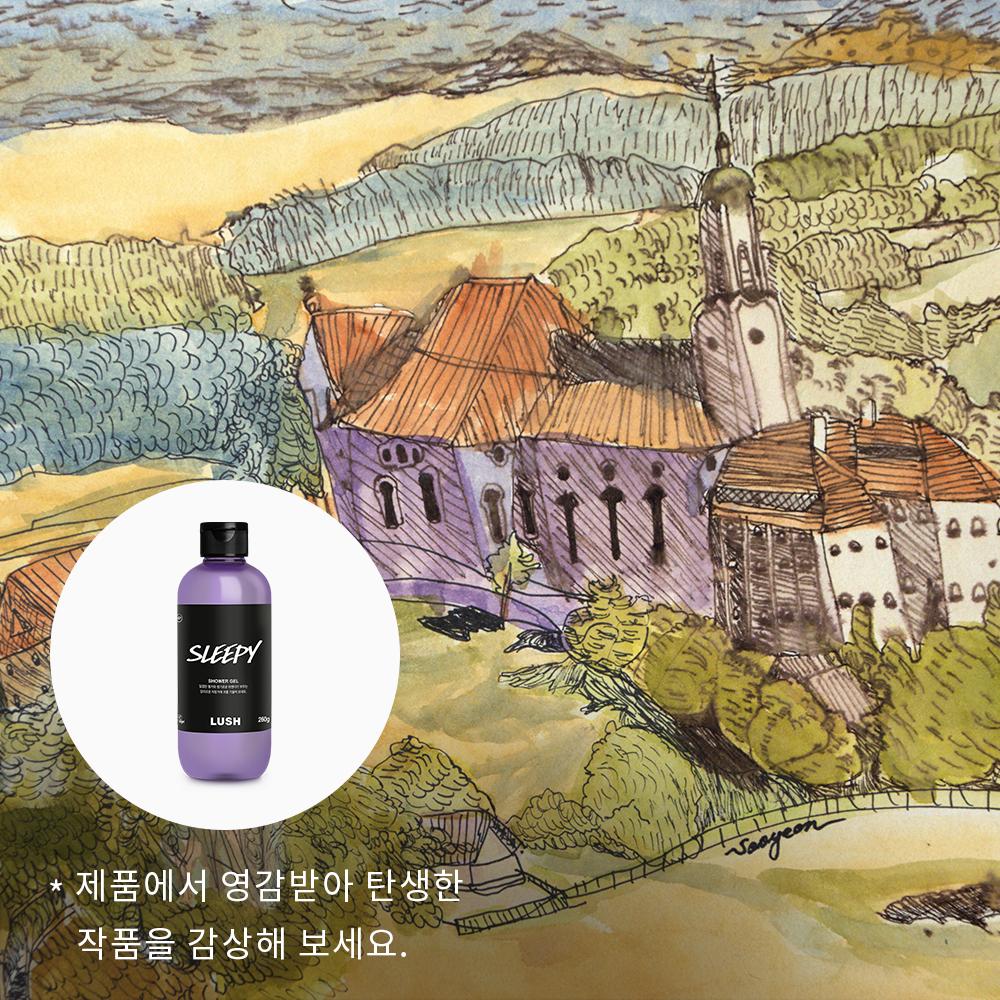 SLEEPY
SHOWER GEL
LUSH
260g
Sooyeon
* 제품에서 영감받아 탄생한
작품을 감상해 보세요.